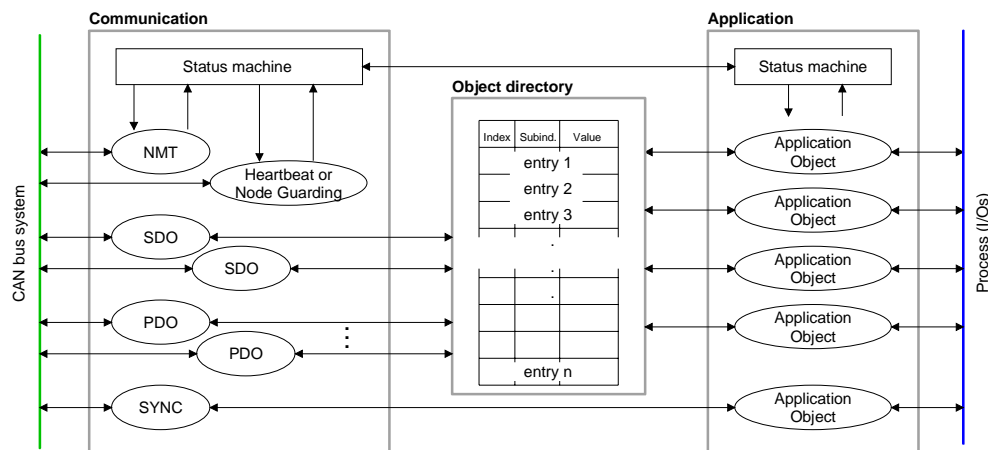 Communication
Application
Status machine
Status machine
Object directory
Index Subind. Value
NMT
entry 1
Application
Object
Heartbeat or
Node Guarding
entry 2
entry 3
Application
Object
SDO
.
SDO
.
Application
Object
.
PDO
Application
Object
PDO
entry n
SYNC
Application
Object
CAN bus system
Process (I/Os)